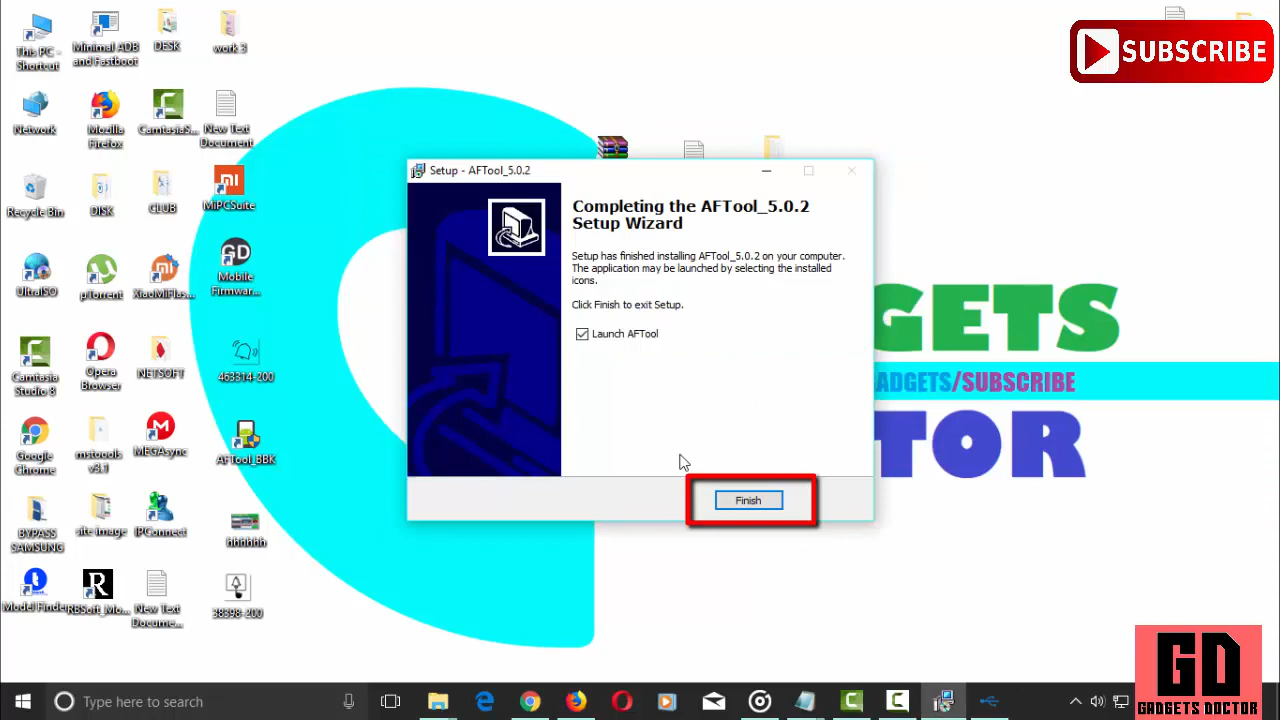 This PC -
Shortcut
Minimal ADB
and Fastboot
DESK
work 3
SUBSCRIBE
Network
Mozilla
Firefox
CamtasiaS...
New Text
Document
Recycle Bin
DISK
CLUB
MiPCSuite
UltraISO
µTorrent
XiaoMiFlas...
Mobile
Firmwar...
Camtasia
Studio 8
Opera
Browser
NETSOFT
463314-200
Google
Chrome
mstoools
v3.1
MEGAsync
AFTool_BBK
BYPASS
SAMSUNG
site image
IPConnect
hhhhhh
Model Finder
RBSoft_Mo...
New Text
Docume...
38398-200
Setup - AFTool_5.0.2
Completing the AFTool_5.0.2
Setup Wizard
Setup has finished installing AFTool_5.0.2 on your computer.
The application may be launched by selecting the installed
icons.
Click Finish to exit Setup.
Launch AFTool
Finish
GETS
ADGETS/SUBSCRIBE
TOR
GD
GADGETS DOCTOR
Type here to search